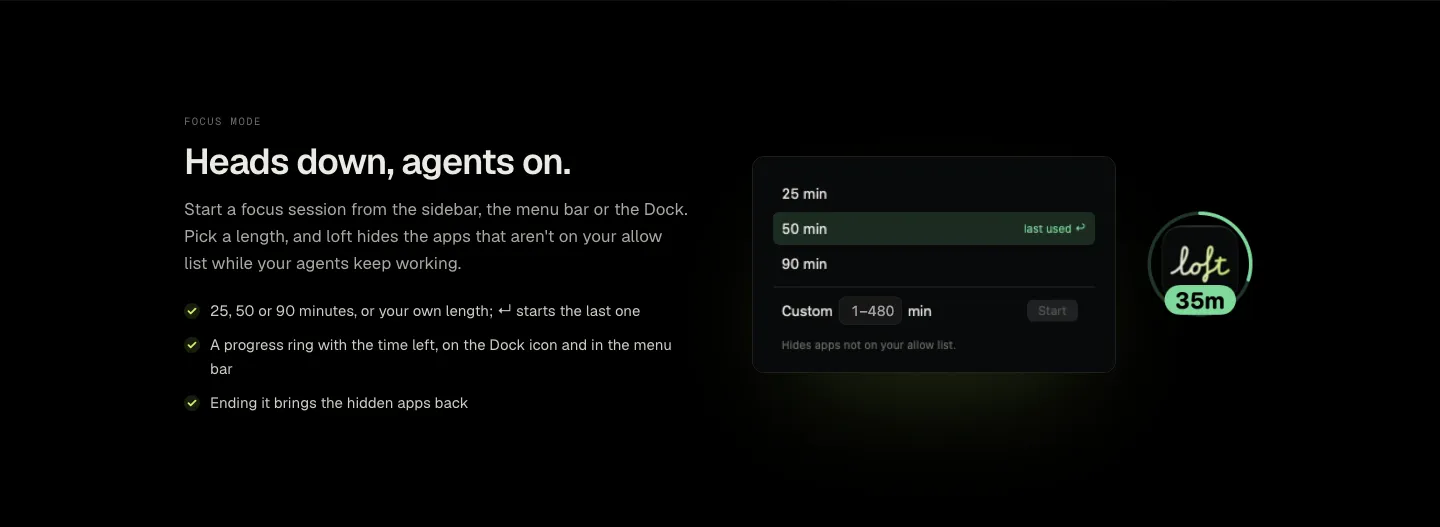 FOCUS MODE
Heads down, agents on.
Start a focus session from the sidebar, the menu bar or the Dock.
Pick a length, and loft hides the apps that aren't on your allow
list while your agents keep working.
25, 50 or 90 minutes, or your own length; ↵ starts the last one
A progress ring with the time left, on the Dock icon and in the menu
bar
Ending it brings the hidden apps back
25 min
50 min last used ↵
90 min
Custom 1–480 min Start
Hides apps not on your allow list.
loft
35m